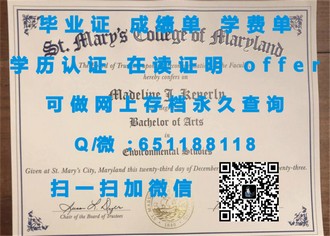 毕业证 成绩单 学费单
St. Mary's College of Maryland
学历认证 在读证明 offer
hereby confers on
Madeline J. Keverly
可做网上存档永久查询
Bachelor of Arts
in
Q/微：651188118
Environmental Studies
Given at St. Mary's City, Maryland this twenty-third day of December
扫一扫加微信
Chair of the Board of Trustees